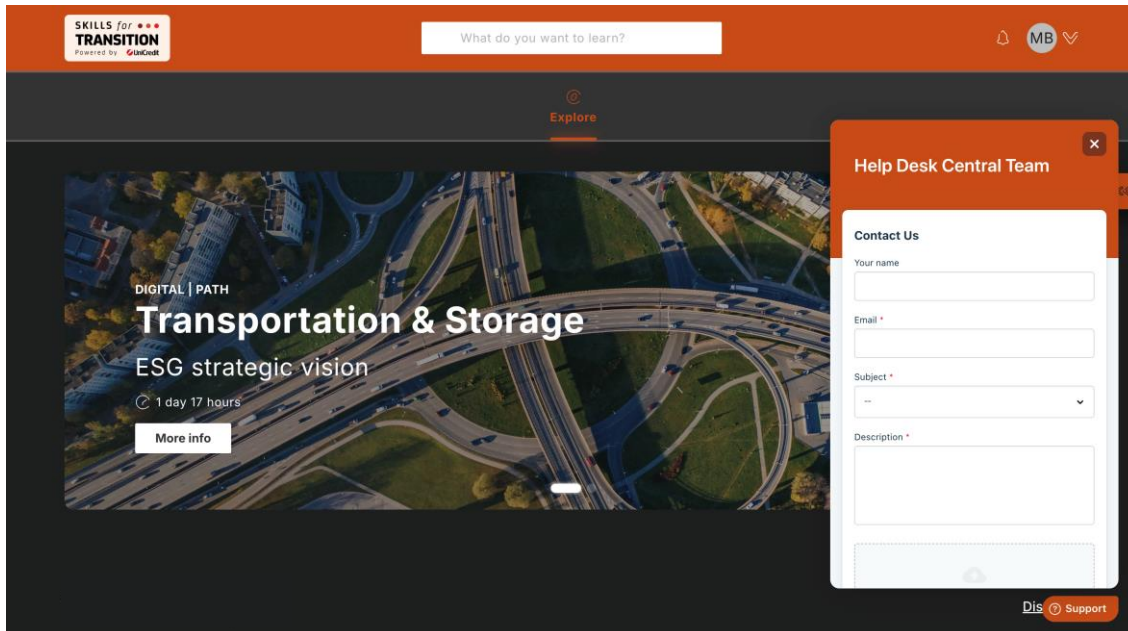 SKILLS for
TRANSITION
Powered by UniCredit
What do you want to learn?
MB
Explore
DIGITAL | PATH
Transportation & Storage
ESG strategic vision
1 day 17 hours
More info
Help Desk Central Team
Contact Us
Your name
Email *
Subject *
--
Description *
Dis
Support